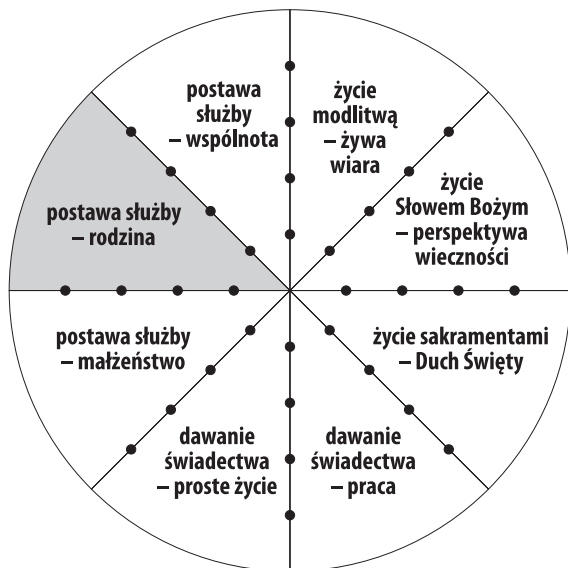 postawa
służby
– wspólnota
życie
modlitwą
– żywa
wiara
życie
Słowem Bożym
– perspektywa
wieczności
życie sakramentami
– Duch Święty
dawanie
świadectwa
– praca
dawanie
świadectwa
– proste życie
postawa służby
– małżeństwo
postawa służby
– rodzina